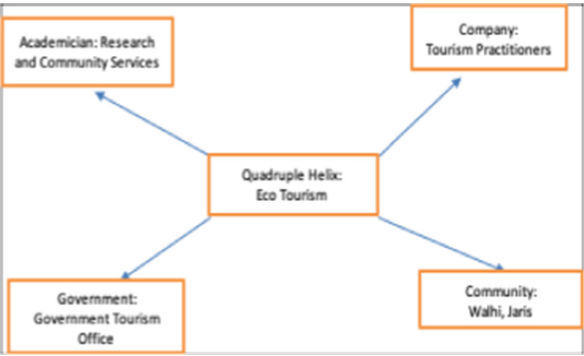 Academician: Research
and Community Services
Company:
Tourism Practitioners
Quadruple Helix:
Eco Tourism
Government:
Government Tourism
Office
Community:
Walhi, Jaris